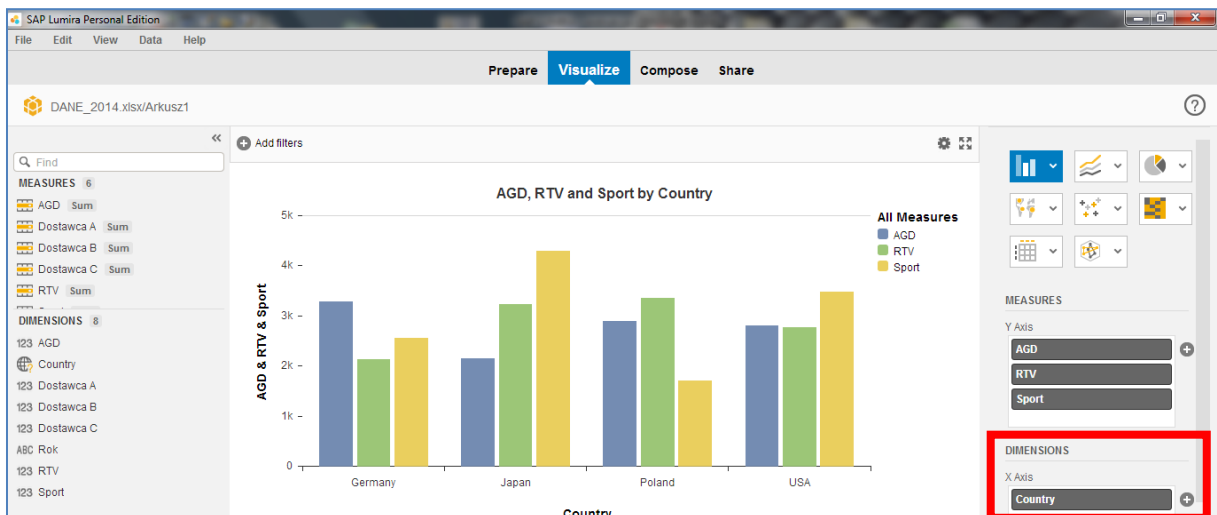 SAP Lumira Personal Edition
File Edit View Data Help
Prepare Visualize Compose Share
DANE_2014.xlsx/Arkusz1
?
«
Find
MEASURES 6
AGD Sum
Dostawca A Sum
Dostawca B Sum
Dostawca C Sum
RTV Sum
DIMENSIONS 8
123 AGD
Country
123 Dostawca A
123 Dostawca B
123 Dostawca C
ABC Rok
123 RTV
123 Sport
Add filters
AGD, RTV and Sport by Country
AGD & RTV & Sport
5k
4k
3k
2k
1k
0
Germany Japan Poland USA
Country
All Measures
AGD
RTV
Sport
MEASURES
Y Axis
AGD
RTV
Sport
DIMENSIONS
X Axis
Country